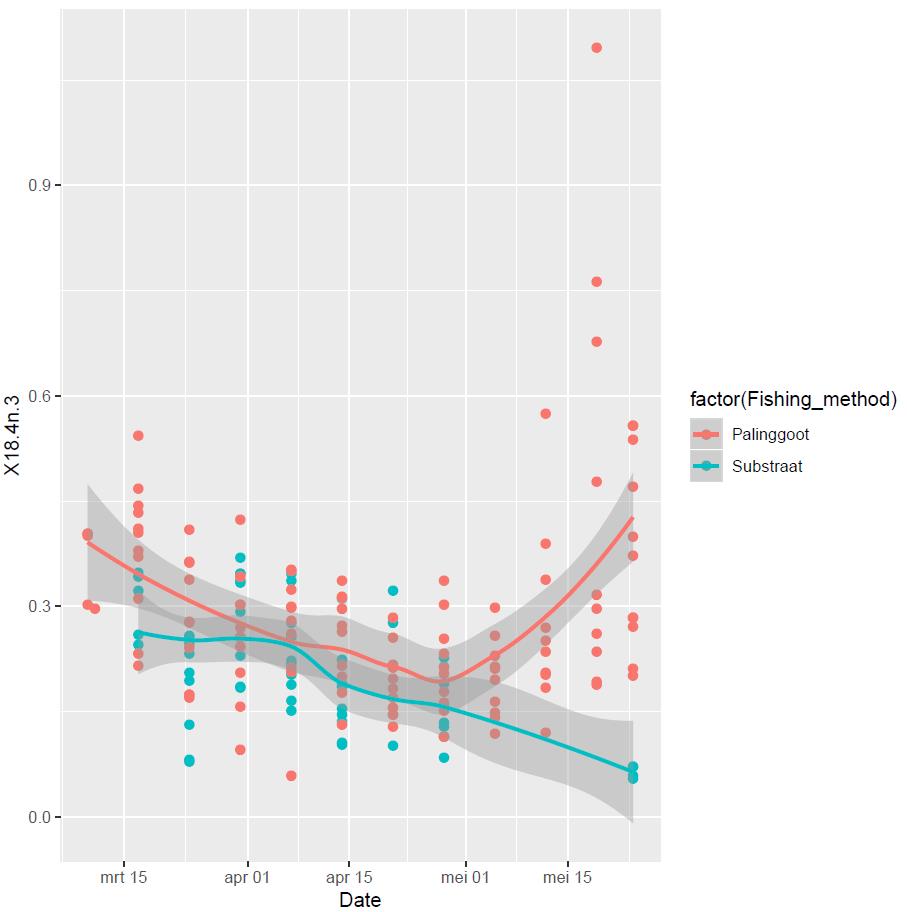 0.9
0.6
0.3
0.0
X18.4n.3
mrt 15
apr 01
apr 15
mei 01
mei 15
Date
factor(Fishing_method)
Palinggoot
Substraat